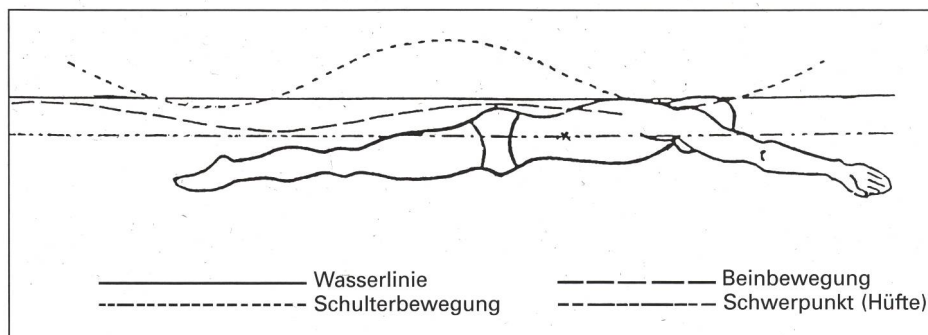 Wasserlinie
Schulterbewegung
Beinbewegung
Schwerpunkt (Hüfte)